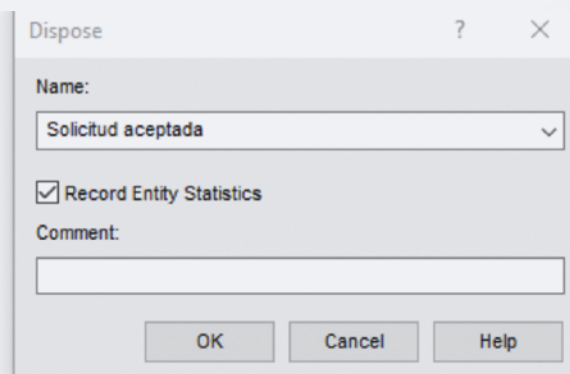 Dispose ?
Name:
Solicitud aceptada
Record Entity Statistics
Comment:
OK Cancel Help